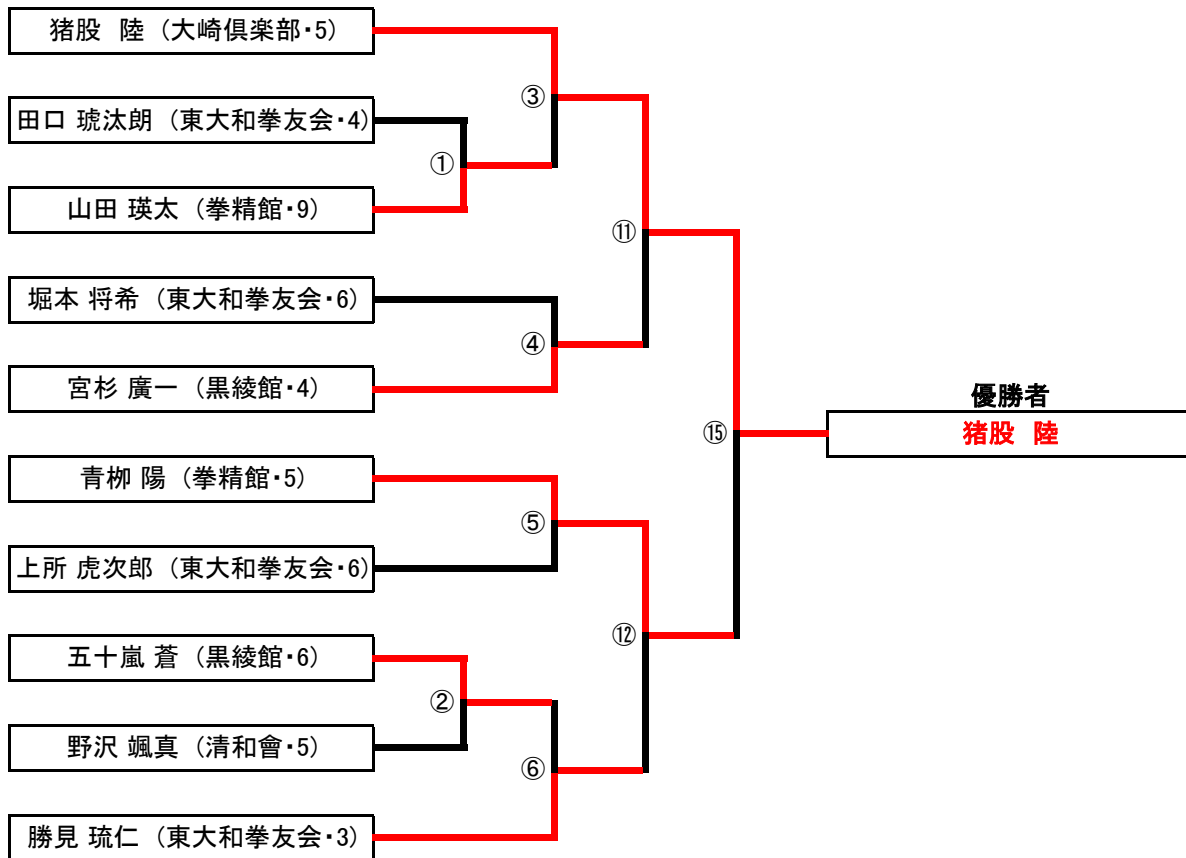 猪股　陸（大崎倶楽部・5）
③
田口 琥汰朗（東大和拳友会・4）
①
山田 瑛太（拳精館・9）
⑪
堀本 将希（東大和拳友会・6）
④
宮杉 廣一（黒綾館・4）
優勝者
⑮
猪股　陸
青栁 陽（拳精館・5）
⑤
上所 虎次郎（東大和拳友会・6）
⑫
五十嵐 蒼（黒綾館・6）
②
野沢 颯真（清和會・5）
⑥
勝見 琉仁（東大和拳友会・3）